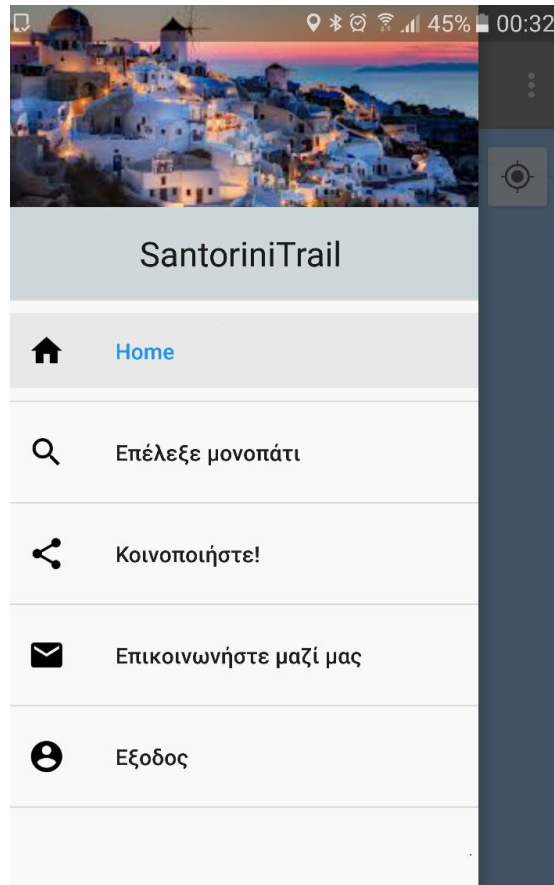 45% 00:32
SantoriniTrail
Home
Επέλεξε μονοπάτι
Κοινοποιήστε!
Επικοινωνήστε μαζί μας
Εξοδος